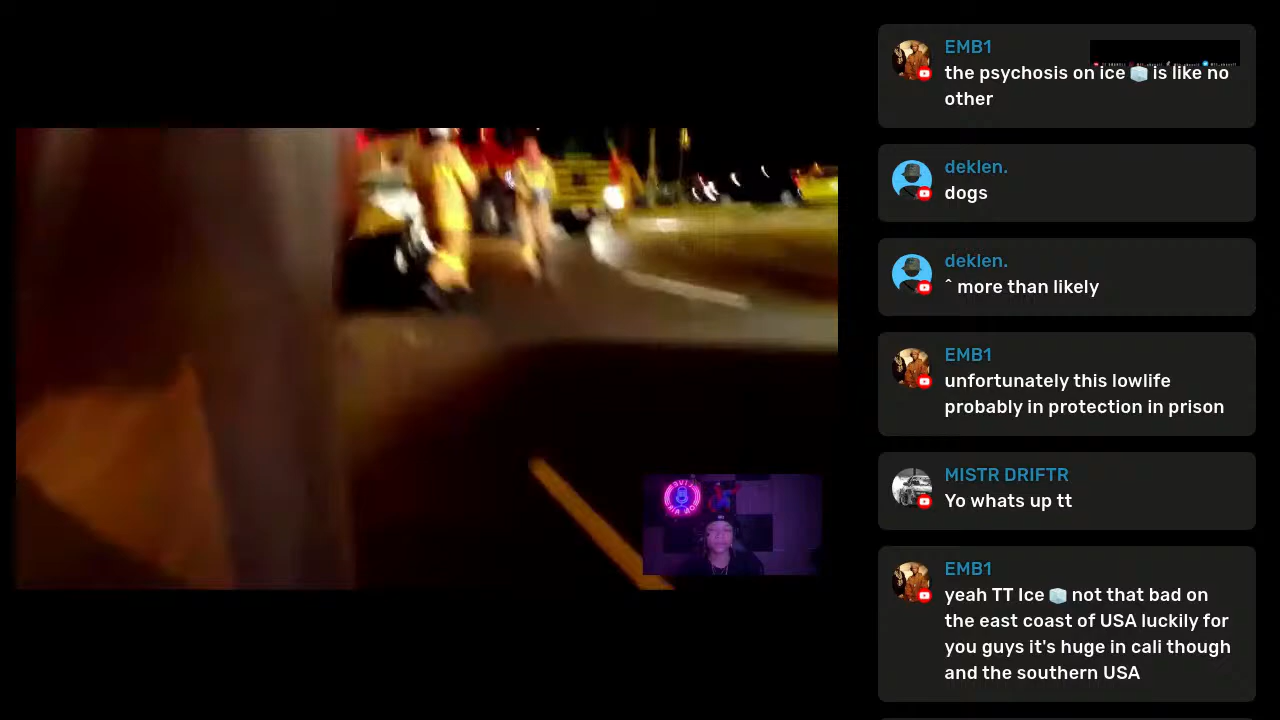 EMB1
the psychosis on ice 🧊 is like no
other
deklen.
dogs
deklen.
^ more than likely
EMB1
unfortunately this lowlife
probably in protection in prison
MISTR DRIFTR
Yo whats up tt
EMB1
yeah TT Ice 🧊 not that bad on
the east coast of USA luckily for
you guys it's huge in cali though
and the southern USA